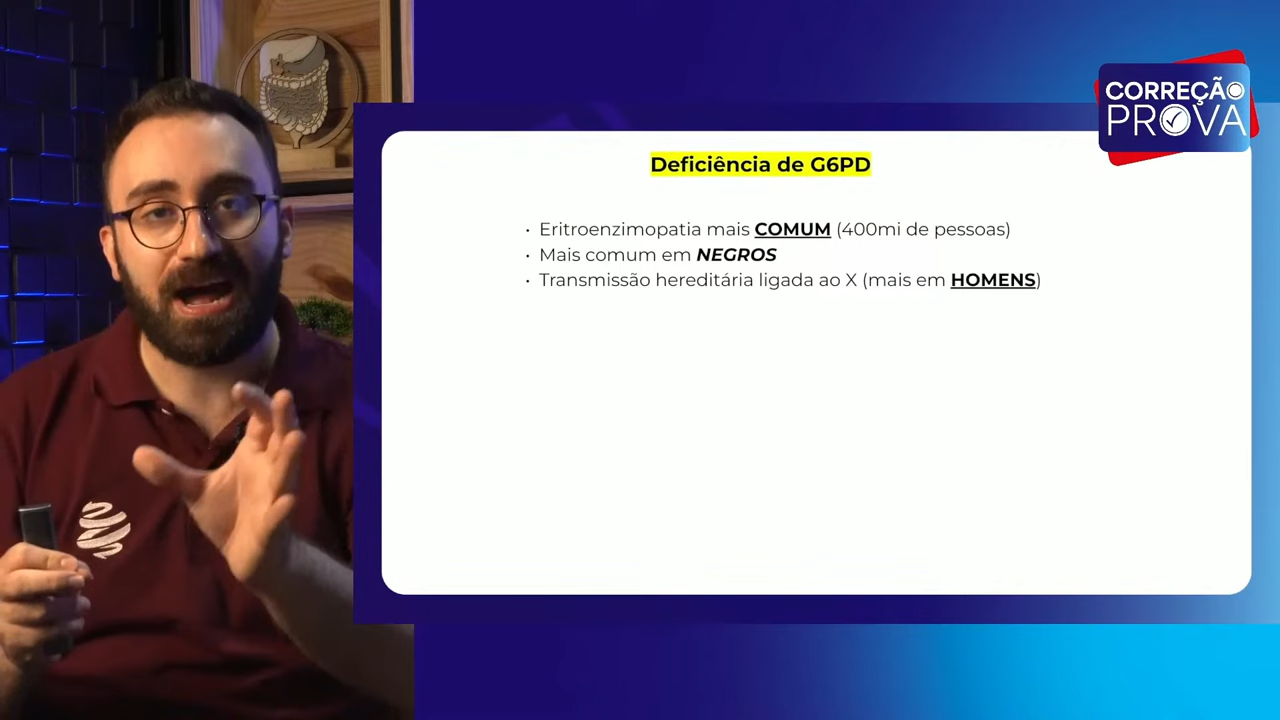 CORREÇÃO
PROVA
Deficiência de G6PD
• Eritroenzimopatia mais COMUM (400mi de pessoas)
• Mais comum em NEGROS
• Transmissão hereditária ligada ao X (mais em HOMENS)